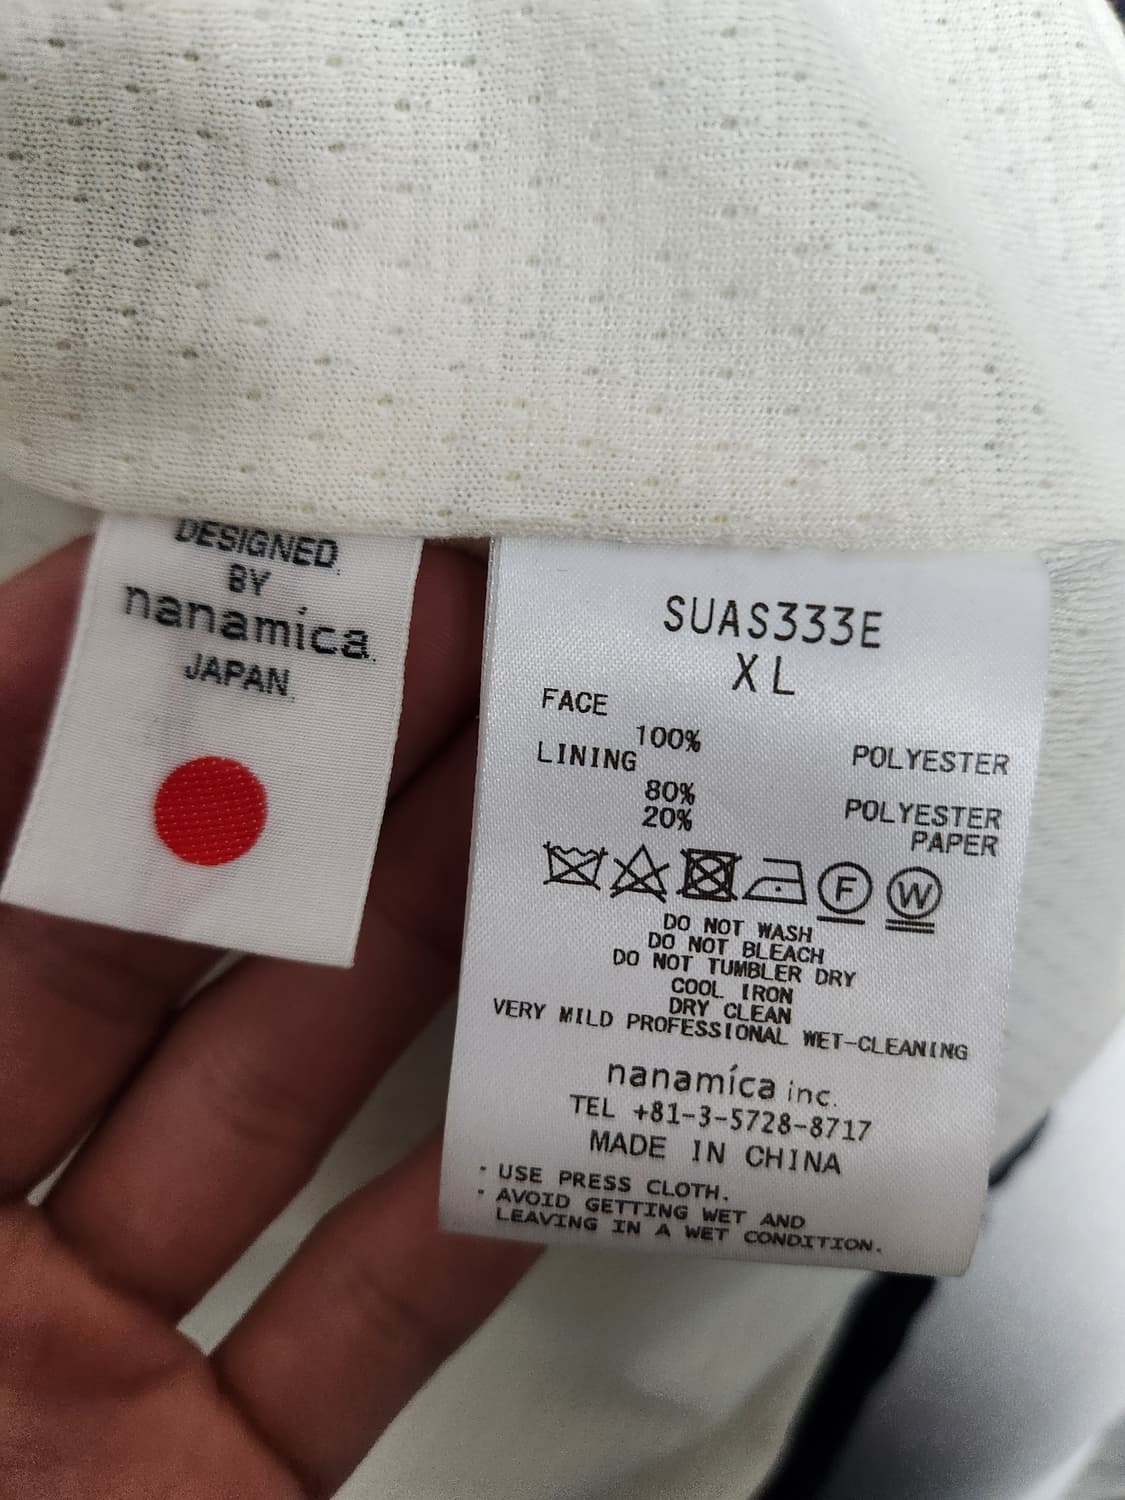 DESIGNED
BY
nanamíca
JAPAN
SUAS333E
XL
FACE
100% POLYESTER
LINING
80% POLYESTER
20% PAPER
F W
DO NOT WASH
DO NOT BLEACH
DO NOT TUMBLER DRY
COOL IRON
DRY CLEAN
VERY MILD PROFESSIONAL WET-CLEANING
nanamíca inc.
TEL +81-3-5728-8717
MADE IN CHINA
・USE PRESS CLOTH.
・AVOID GETTING WET AND
LEAVING IN A WET CONDITION.